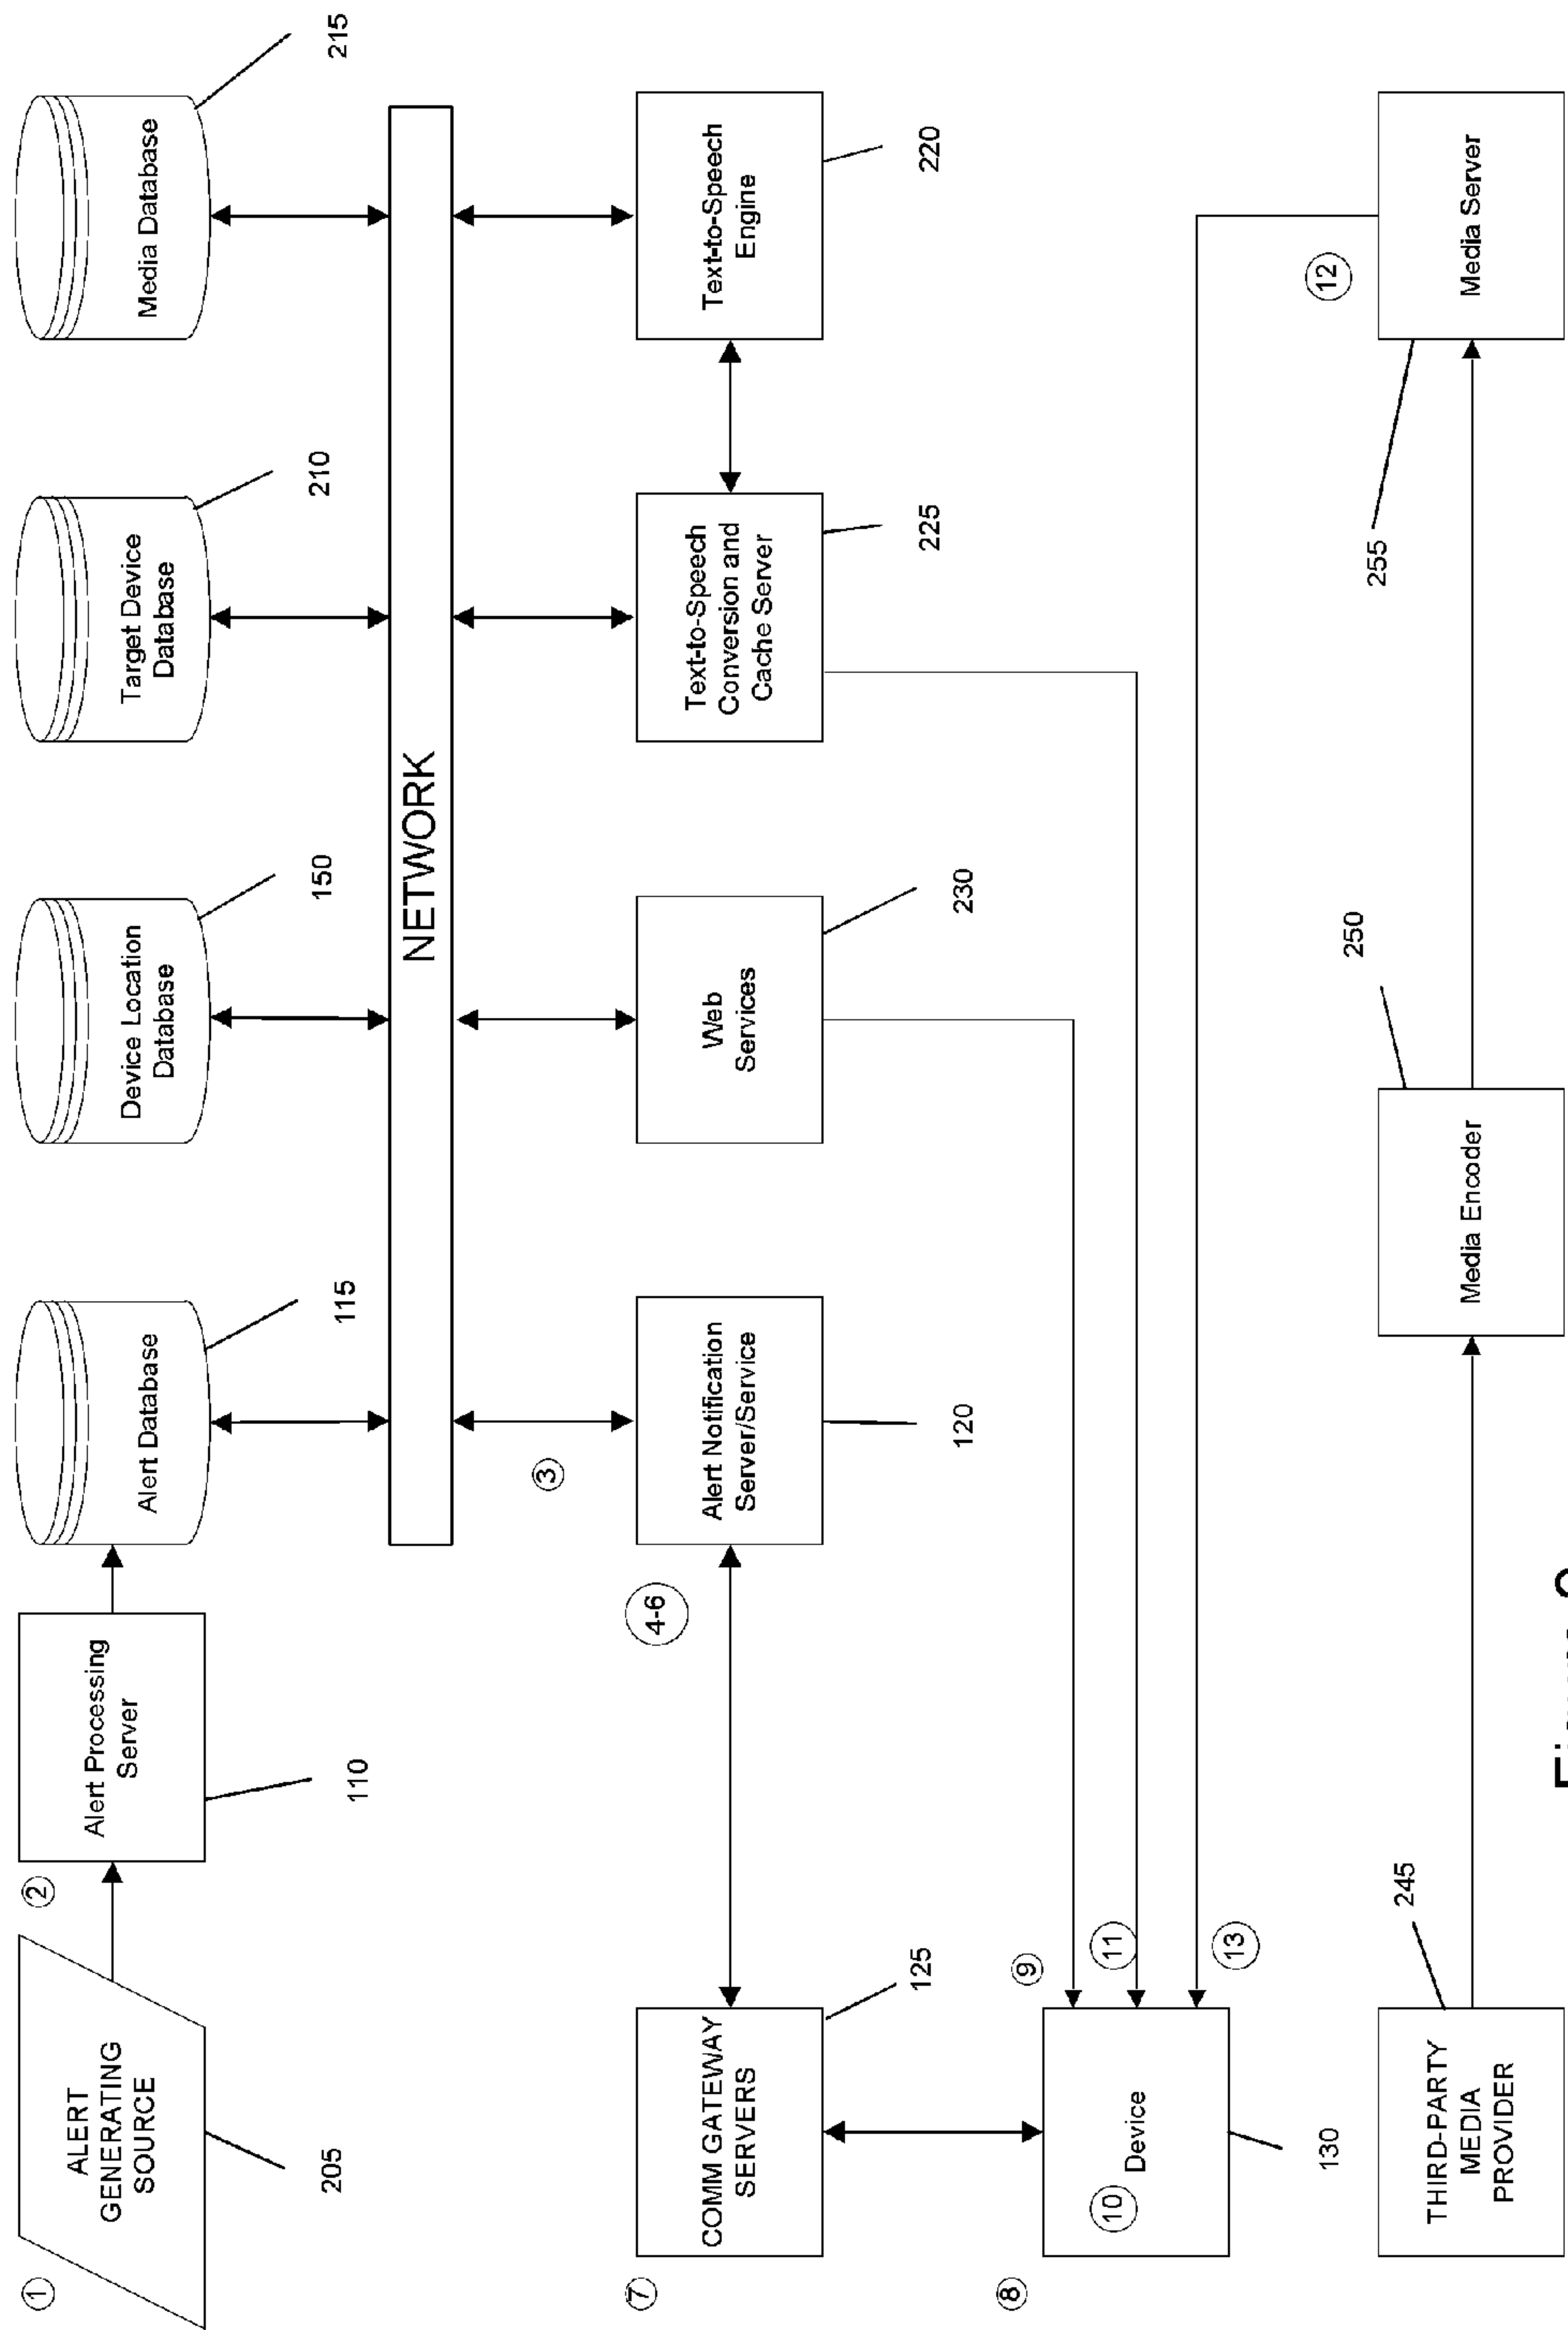 1
ALERT
GENERATING
SOURCE
205
2
Alert Processing
Server
110
Alert Database
115
Device Location
Database
150
Target Device
Database
210
Media Database
215
NETWORK
3
4-6
7
COMM GATEWAY
SERVERS
125
Alert Notification
Server/Service
120
Web
Services
230
Text-to-Speech
Conversion and
Cache Server
225
Text-to-Speech
Engine
220
8
10
Device
130
9
11
13
12
THIRD-PARTY
MEDIA
PROVIDER
245
Media Encoder
250
Media Server
255